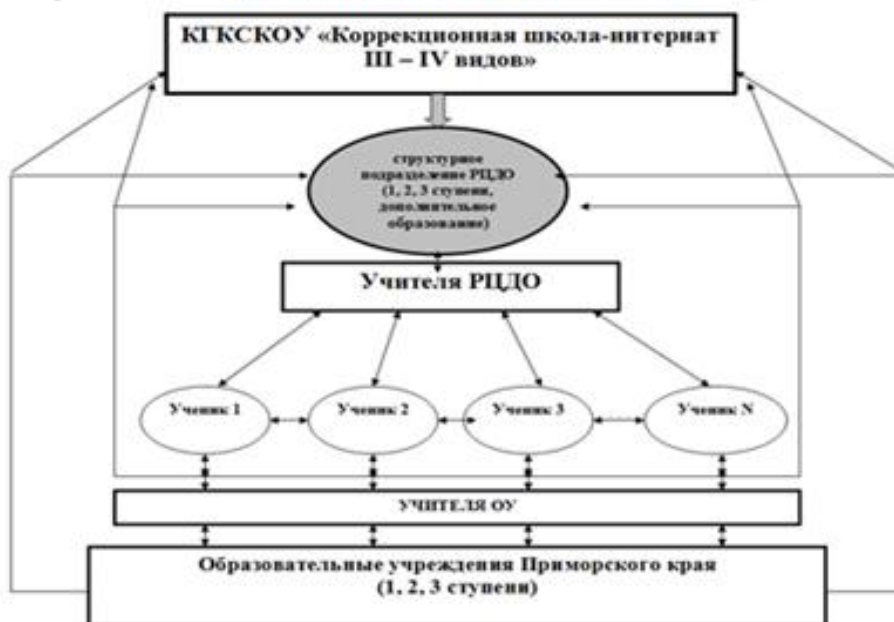 КГКСКОУ «Коррекционная школа-интернат
III – IV видов»
структурное
подразделение РЦДО
(1, 2, 3 ступени,
дополнительное
образование)
Учителя РЦДО
Ученик 1
Ученик 2
Ученик 3
Ученик N
УЧИТЕЛЯ ОУ
Образовательные учреждения Приморского края
(1, 2, 3 ступени)